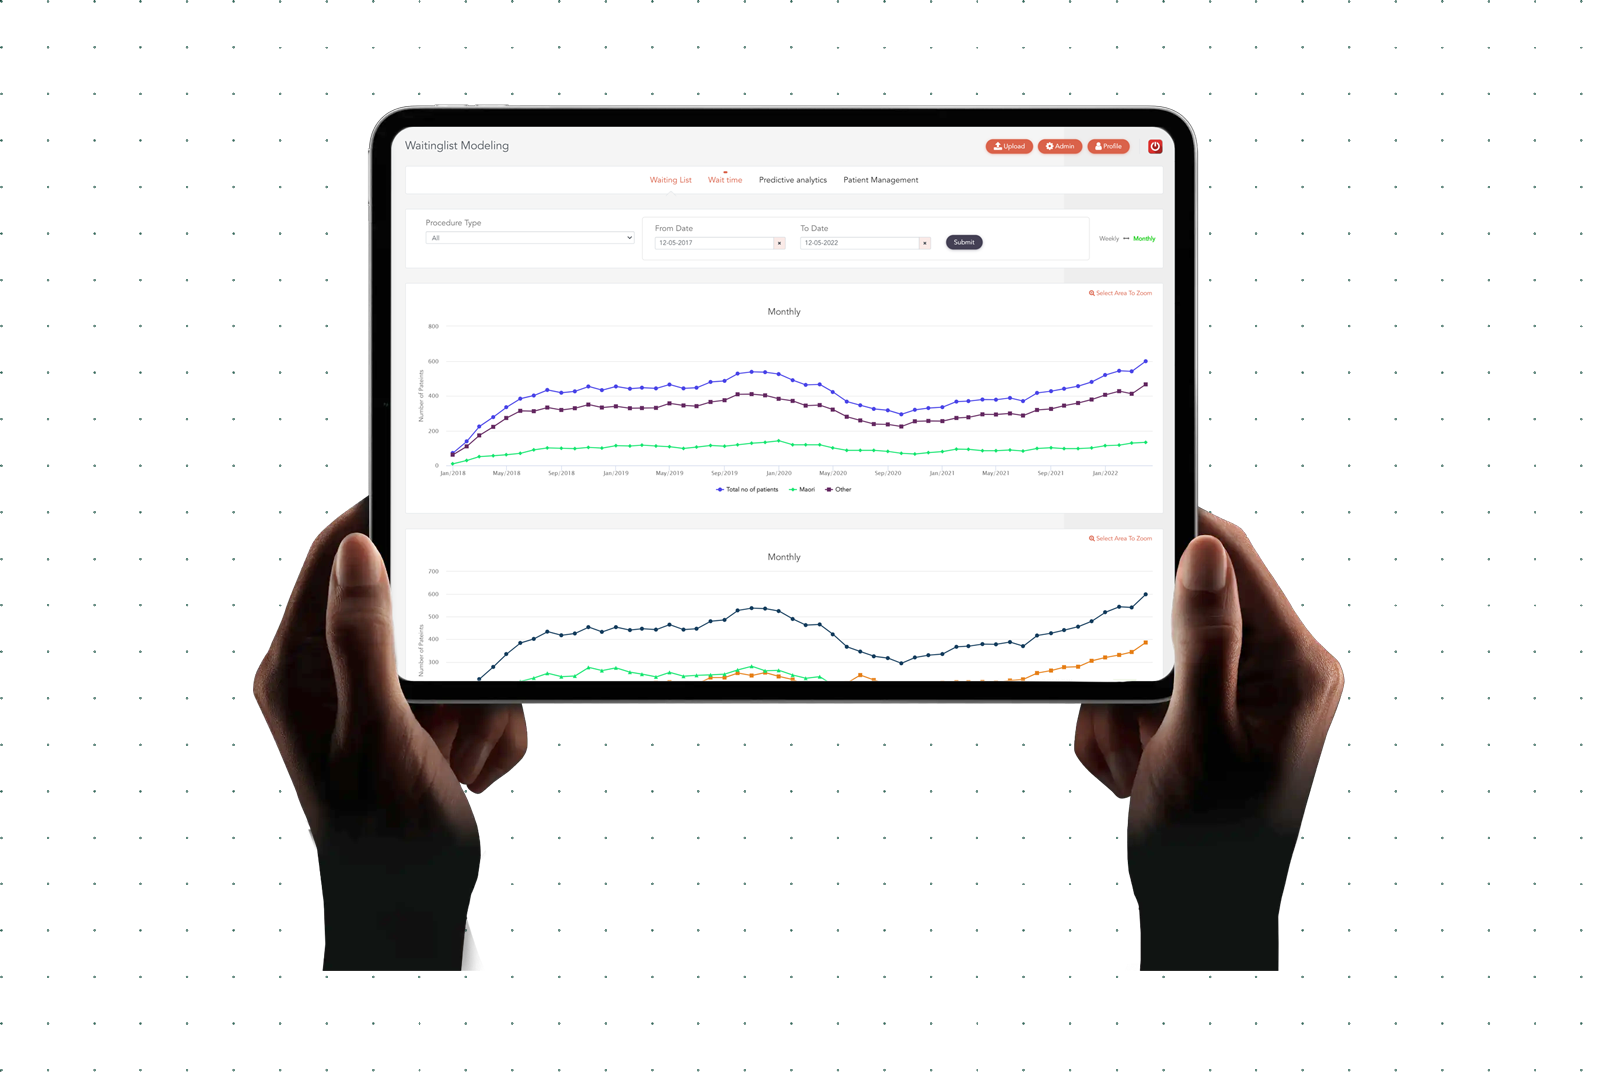 Waitinglist Modeling
Upload Admin Profile
Waiting List Wait time Predictive analytics Patient Management
Procedure Type
All
From Date To Date
12-05-2017 × 12-05-2022 × Submit
Weekly Monthly
Select Area To Zoom
Monthly
Number of Patients
800
600
400
200
0
Jan/2018 May/2018 Sep/2018 Jan/2019 May/2019 Sep/2019 Jan/2020 May/2020 Sep/2020 Jan/2021 May/2021 Sep/2021 Jan/2022
Total no of patients Maori Other
Select Area To Zoom
Monthly
Number of Patients
700
600
500
400
300